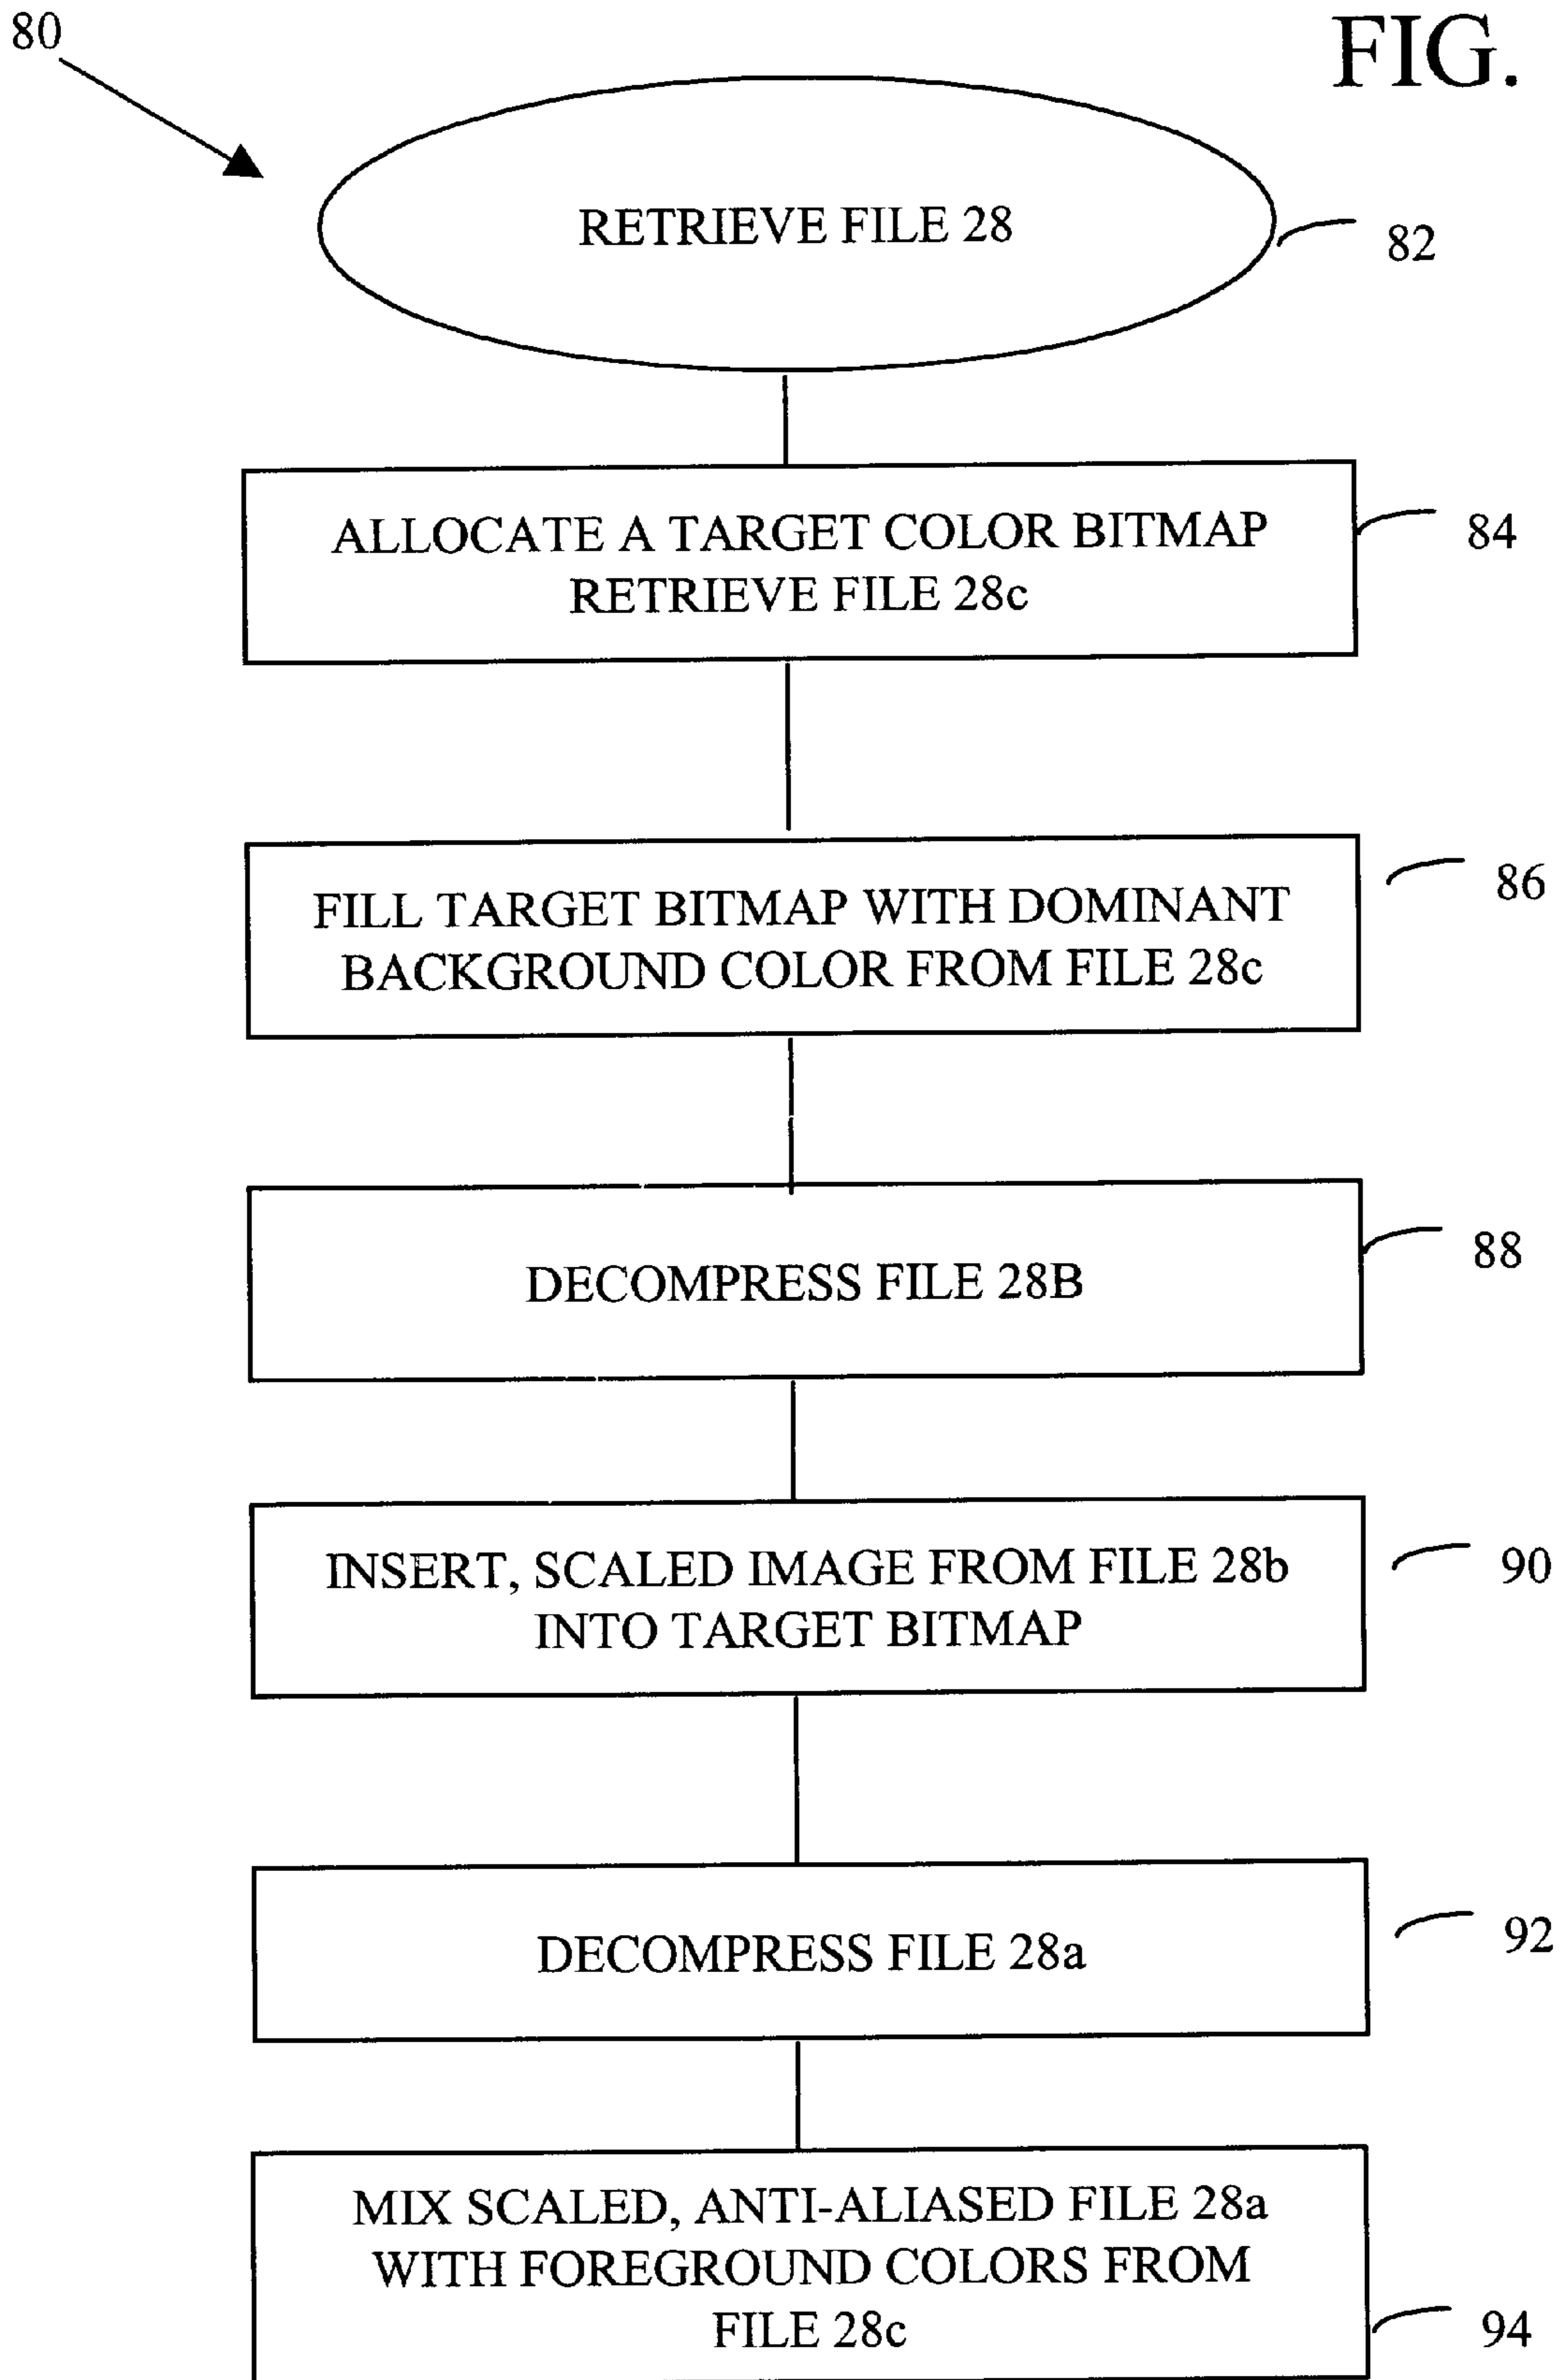 80
FIG.
RETRIEVE FILE 28
82
ALLOCATE A TARGET COLOR BITMAP
RETRIEVE FILE 28c
84
FILL TARGET BITMAP WITH DOMINANT
BACKGROUND COLOR FROM FILE 28c
86
DECOMPRESS FILE 28B
88
INSERT, SCALED IMAGE FROM FILE 28b
INTO TARGET BITMAP
90
DECOMPRESS FILE 28a
92
MIX SCALED, ANTI-ALIASED FILE 28a
WITH FOREGROUND COLORS FROM
FILE 28c
94